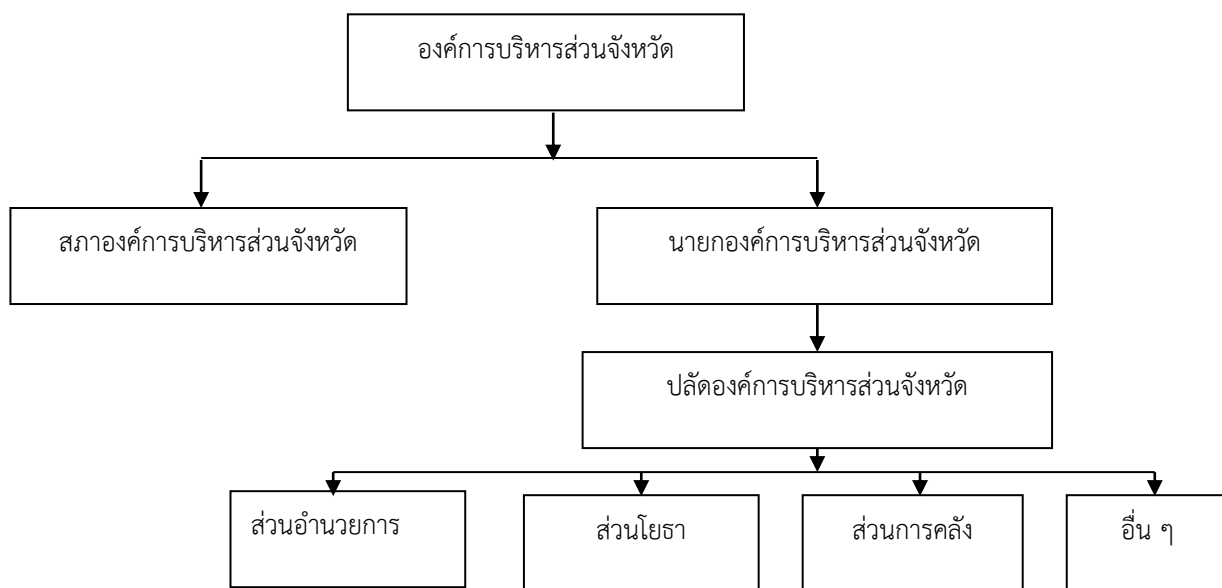 องค์การบริหารส่วนจังหวัด
สภาองค์การบริหารส่วนจังหวัด
นายกองค์การบริหารส่วนจังหวัด
ปลัดองค์การบริหารส่วนจังหวัด
ส่วนอำนวยการ
ส่วนโยธา
ส่วนการคลัง
อื่น ๆ